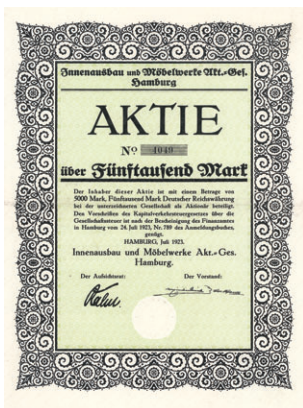 Innenausbau und Möbelwerke Akt.-Ges.
Hamburg
AKTIE
No 1049
über Fünftausend Mark
Der Inhaber dieser Aktie ist mit einem Betrage von
5000 Mark, Fünftausend Mark Deutscher Reichswährung
bei der unterzeichneten Gesellschaft als Aktionär beteiligt.
Den Vorschriften des Kapitalverkehrsteuergesetzes über die
Gesellschaftssteuer ist nach der Bescheinigung des Finanzamtes
in Hamburg vom 24. Juli 1923, Nr. 789 des Anmeldungsbuches,
genügt.
HAMBURG, Juli 1923.
Innenausbau und Möbelwerke Akt.-Ges.
Hamburg.
Der Aufsichtsrat:
Der Vorstand: